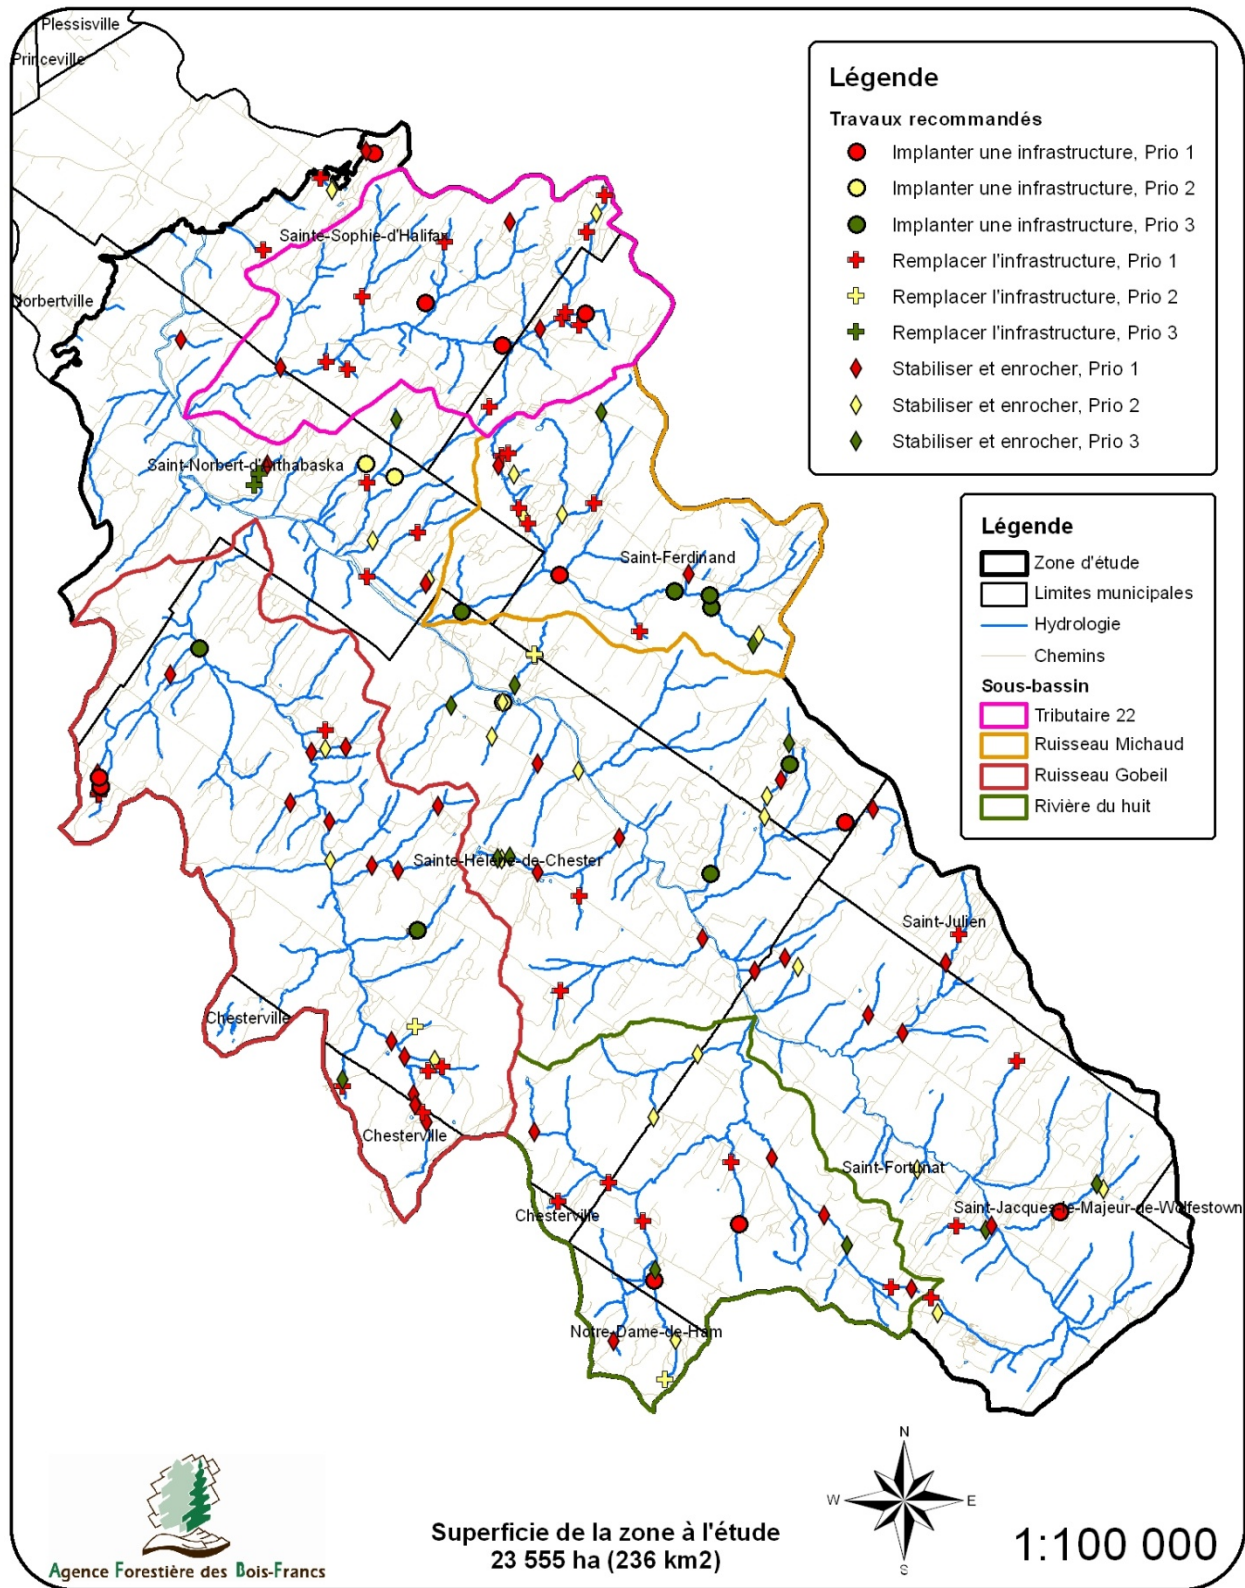 Plessisville
Princeville
Légende
Travaux recommandés
Implanter une infrastructure, Prio 1
Implanter une infrastructure, Prio 2
Implanter une infrastructure, Prio 3
Remplacer l'infrastructure, Prio 1
Remplacer l'infrastructure, Prio 2
Remplacer l'infrastructure, Prio 3
Stabiliser et enrocher, Prio 1
Stabiliser et enrocher, Prio 2
Stabiliser et enrocher, Prio 3
Sainte-Sophie-d'Halifax
Norbertville
Saint-Norbert-d'Arthabaska
Légende
Zone d'étude
Limites municipales
Hydrologie
Chemins
Sous-bassin
Tributaire 22
Ruisseau Michaud
Ruisseau Gobeil
Rivière du huit
Saint-Ferdinand
Sainte-Hélène-de-Chester
Saint-Julien
Chesterville
Chesterville
Saint-Fortunat
Chesterville
Saint-Jacques-le-Majeur-de-Wolfestown
Notre-Dame-de-Ham
N
W
E
S
Agence Forestière des Bois-Francs
Superficie de la zone à l'étude
23 555 ha (236 km2)
1:100 000